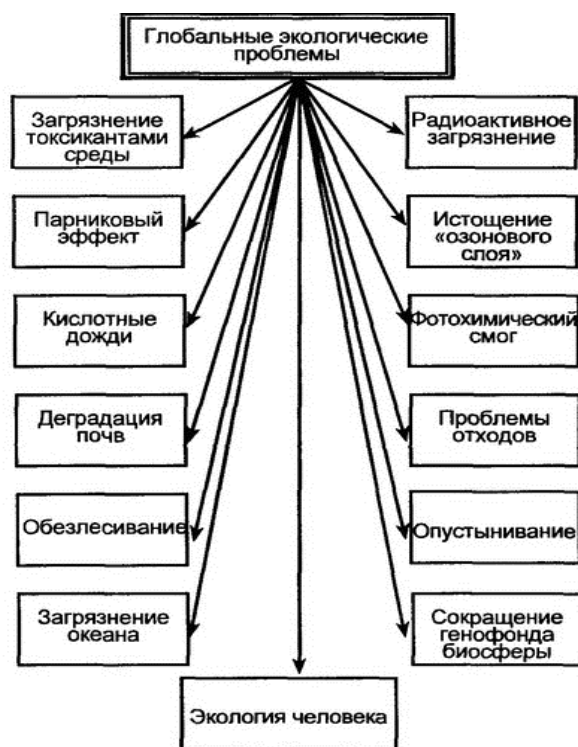 Глобальные экологические
проблемы
Загрязнение
токсикантами
среды
Радиоактивное
загрязнение
Парниковый
эффект
Истощение
«озонового
слоя»
Кислотные
дожди
Фотохимический
смог
Деградация
почв
Проблемы
отходов
Обезлесивание
Опустынивание
Загрязнение
океана
Сокращение
генофонда
биосферы
Экология человека